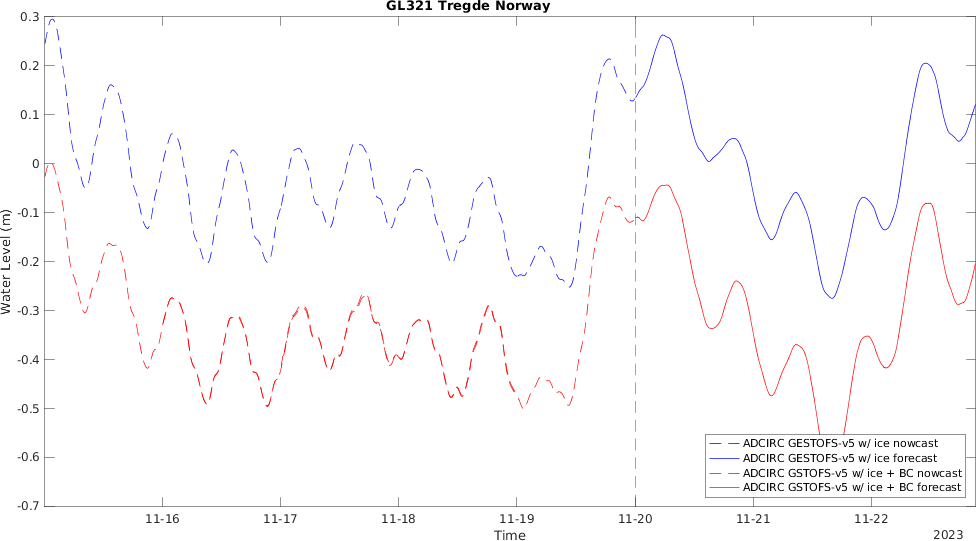 GL321 Tregde Norway
0.3
0.2
0.1
0
-0.1
-0.2
-0.3
-0.4
-0.5
-0.6
-0.7
Water Level (m)
11-16 11-17 11-18 11-19 11-20 11-21 11-22
Time
2023
ADCIRC GESTOFS-v5 w/ ice nowcast
ADCIRC GESTOFS-v5 w/ ice forecast
ADCIRC GSTOFS-v5 w/ ice + BC nowcast
ADCIRC GSTOFS-v5 w/ ice + BC forecast